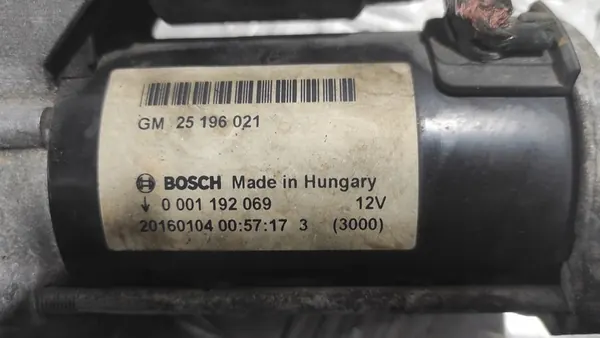 GM 25 196 021
BOSCH Made in Hungary
↓ 0 001 192 069 12V
20160104 00:57:17 3 (3000)